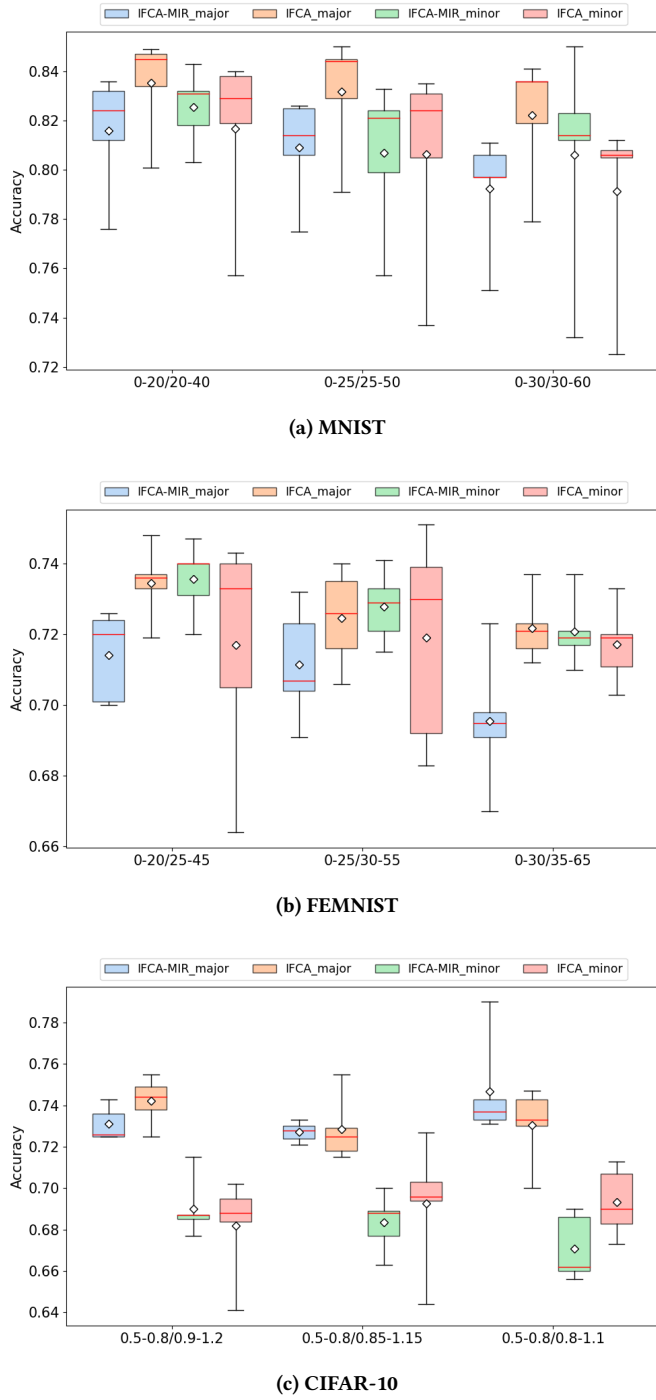 IFCA-MIR_major IFCA_major IFCA-MIR_minor IFCA_minor
Accuracy
0.84
0.82
0.80
0.78
0.76
0.74
0.72
0-20/20-40 0-25/25-50 0-30/30-60
(a) MNIST
IFCA-MIR_major IFCA_major IFCA-MIR_minor IFCA_minor
Accuracy
0.74
0.72
0.70
0.68
0.66
0-20/25-45 0-25/30-55 0-30/35-65
(b) FEMNIST
IFCA-MIR_major IFCA_major IFCA-MIR_minor IFCA_minor
Accuracy
0.78
0.76
0.74
0.72
0.70
0.68
0.66
0.64
0.5-0.8/0.9-1.2 0.5-0.8/0.85-1.15 0.5-0.8/0.8-1.1
(c) CIFAR-10